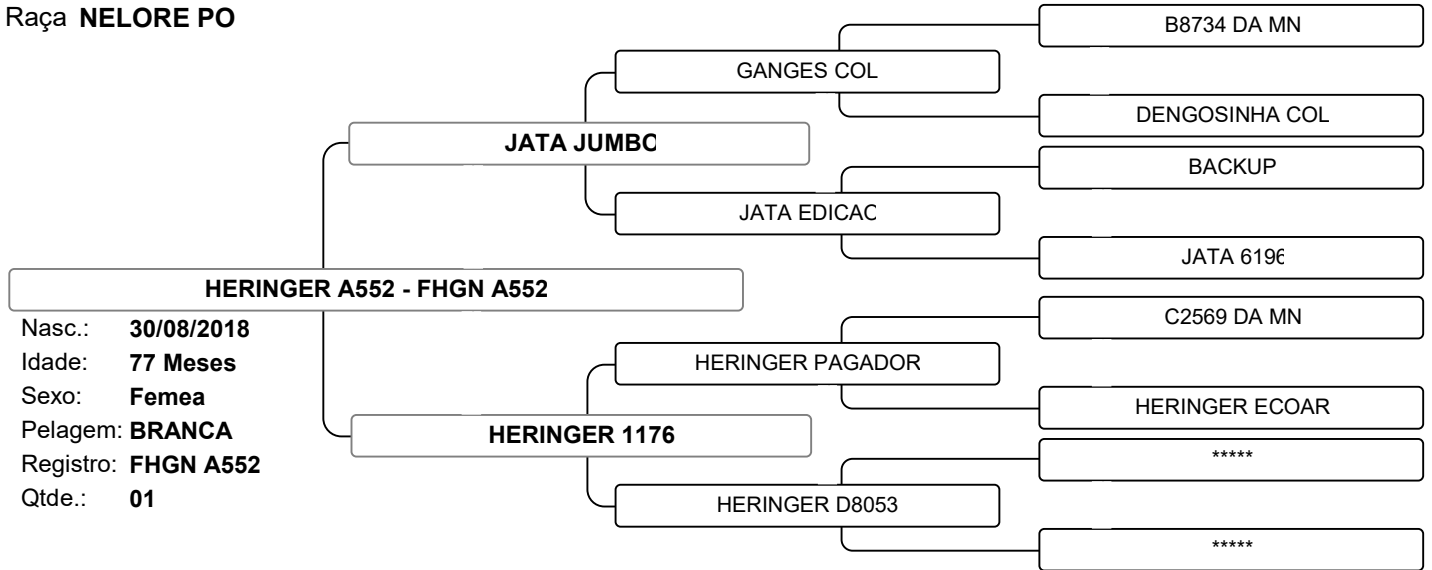 Raça NELORE PO
B8734 DA MN
GANGES COL
DENGOSINHA COL
JATA JUMBO
BACKUP
JATA EDICAO
JATA 6196
HERINGER A552 - FHGN A552
C2569 DA MN
HERINGER PAGADOR
HERINGER ECOAR
HERINGER 1176
*****
HERINGER D8053
*****
Nasc.: 30/08/2018
Idade: 77 Meses
Sexo: Femea
Pelagem: BRANCA
Registro: FHGN A552
Qtde.: 01